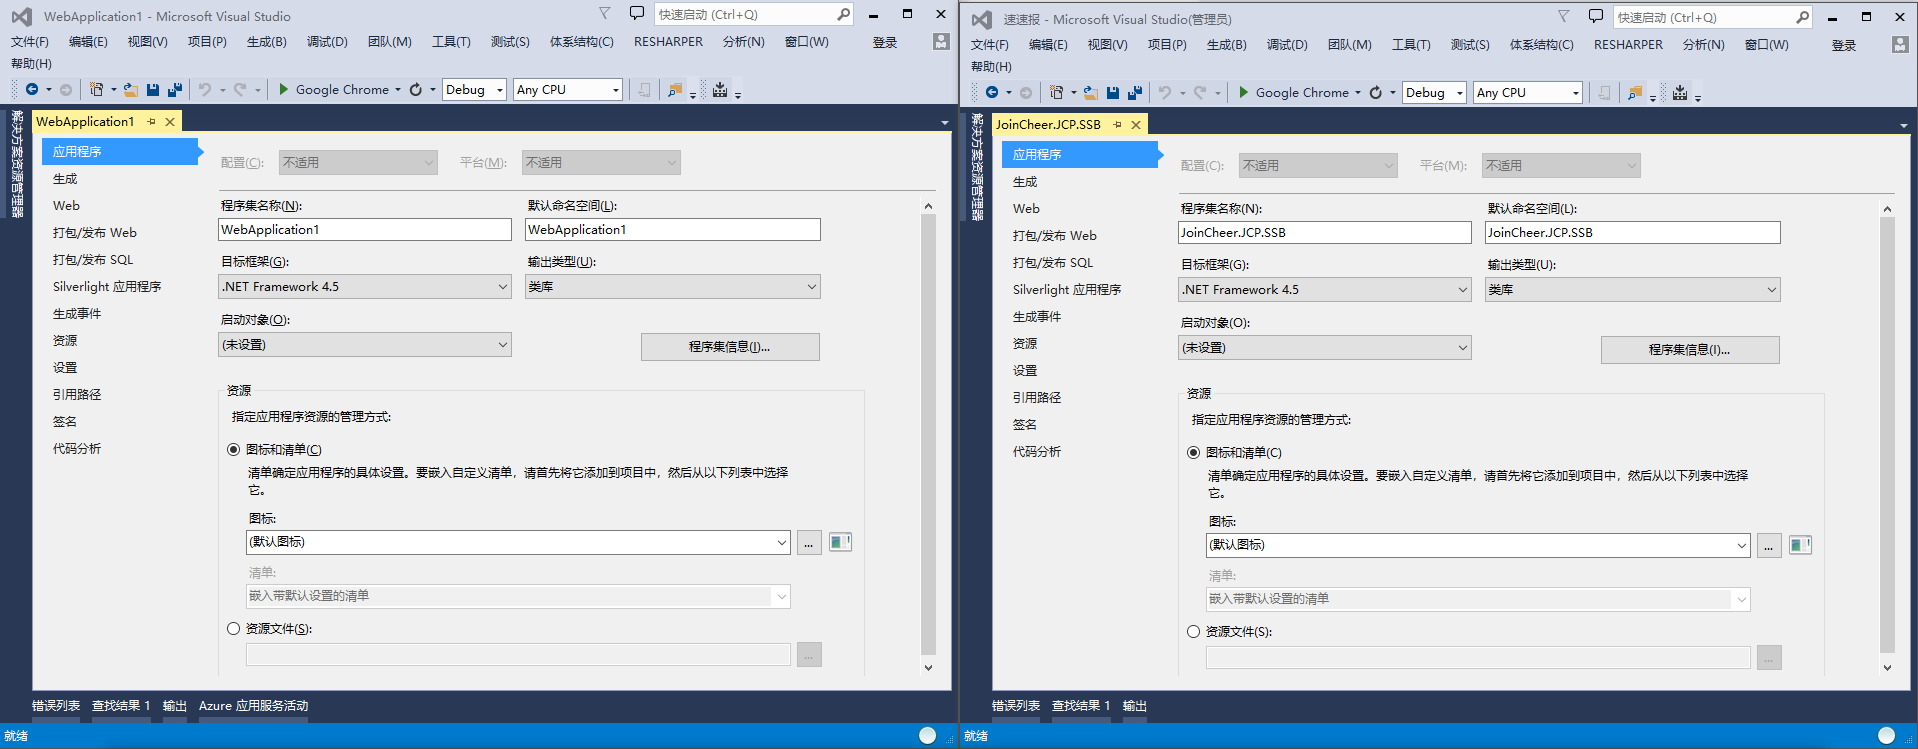 WebApplication1 - Microsoft Visual Studio
快速启动 (Ctrl+Q)
文件(F) 编辑(E) 视图(V) 项目(P) 生成(B) 调试(D) 团队(M) 工具(T) 测试(S) 体系结构(C) RESHARPER 分析(N) 窗口(W) 登录
帮助(H)
Google Chrome Debug Any CPU
解决方案资源管理器
WebApplication1
应用程序
生成
Web
打包/发布 Web
打包/发布 SQL
Silverlight 应用程序
生成事件
资源
设置
引用路径
签名
代码分析
配置(C): 不适用 平台(M): 不适用
程序集名称(N): 默认命名空间(L):
WebApplication1 WebApplication1
目标框架(G): 输出类型(U):
.NET Framework 4.5 类库
启动对象(O):
(未设置) 程序集信息(I)...
资源
指定应用程序资源的管理方式:
图标和清单(C)
清单确定应用程序的具体设置。要嵌入自定义清单，请首先将它添加到项目中，然后从以下列表中选择
它。
图标:
(默认图标) ...
清单:
嵌入带默认设置的清单
资源文件(S):
...
错误列表 查找结果 1 输出 Azure 应用服务活动
就绪
速速报 - Microsoft Visual Studio(管理员)
快速启动 (Ctrl+Q)
文件(F) 编辑(E) 视图(V) 项目(P) 生成(B) 调试(D) 团队(M) 工具(T) 测试(S) 体系结构(C) RESHARPER 分析(N) 窗口(W) 登录
帮助(H)
Google Chrome Debug Any CPU
解决方案资源管理器
JoinCheer.JCP.SSB
应用程序
生成
Web
打包/发布 Web
打包/发布 SQL
Silverlight 应用程序
生成事件
资源
设置
引用路径
签名
代码分析
配置(C): 不适用 平台(M): 不适用
程序集名称(N): 默认命名空间(L):
JoinCheer.JCP.SSB JoinCheer.JCP.SSB
目标框架(G): 输出类型(U):
.NET Framework 4.5 类库
启动对象(O):
(未设置) 程序集信息(I)...
资源
指定应用程序资源的管理方式:
图标和清单(C)
清单确定应用程序的具体设置。要嵌入自定义清单，请首先将它添加到项目中，然后从以下列表中选择
它。
图标:
(默认图标) ...
清单:
嵌入带默认设置的清单
资源文件(S):
...
错误列表 查找结果 1 输出
就绪